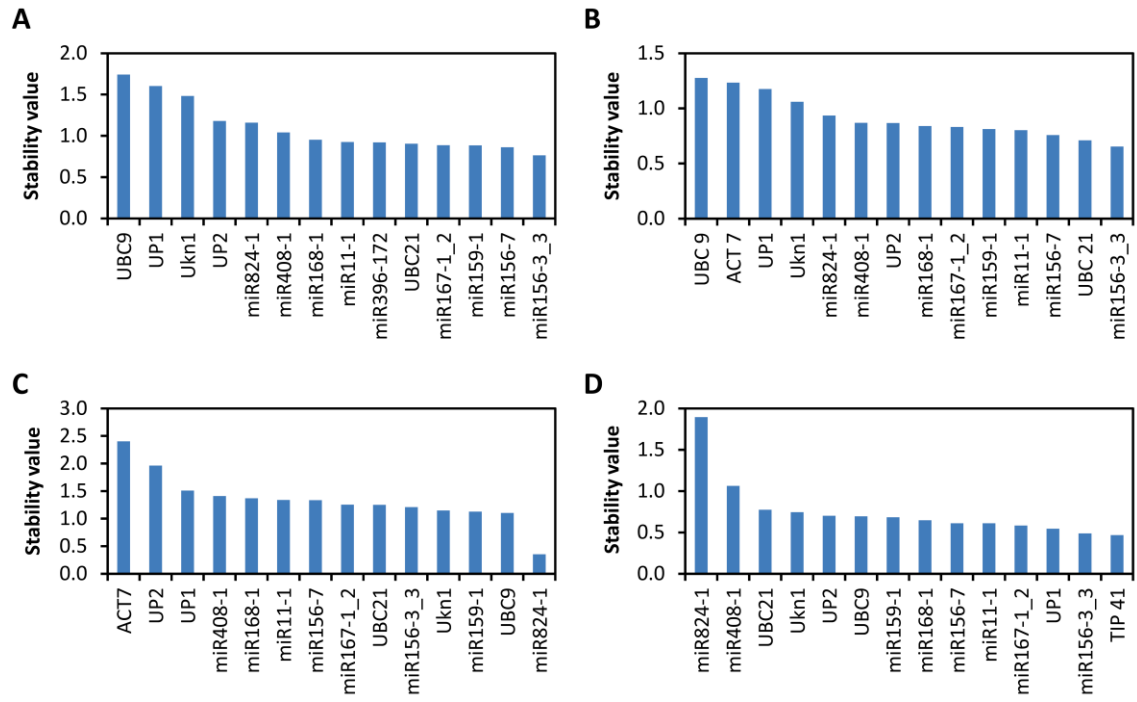 A
Stability value
2.0
1.5
1.0
0.5
0.0
UBC9
UP1
Ukn1
UP2
miR824-1
miR408-1
miR168-1
miR11-1
miR396-172
UBC21
miR167-1_2
miR159-1
miR156-7
miR156-3_3
B
Stability value
1.5
1.0
0.5
0.0
UBC 9
ACT 7
UP1
Ukn1
miR824-1
miR408-1
UP2
miR168-1
miR167-1_2
miR159-1
miR11-1
miR156-7
UBC 21
miR156-3_3
C
Stability value
3.0
2.5
2.0
1.5
1.0
0.5
0.0
ACT7
UP2
UP1
miR408-1
miR168-1
miR11-1
miR156-7
miR167-1_2
UBC21
miR156-3_3
Ukn1
miR159-1
UBC9
miR824-1
D
Stability value
2.0
1.5
1.0
0.5
0.0
miR824-1
miR408-1
UBC21
Ukn1
UP2
UBC9
miR159-1
miR168-1
miR156-7
miR11-1
miR167-1_2
UP1
miR156-3_3
TIP 41